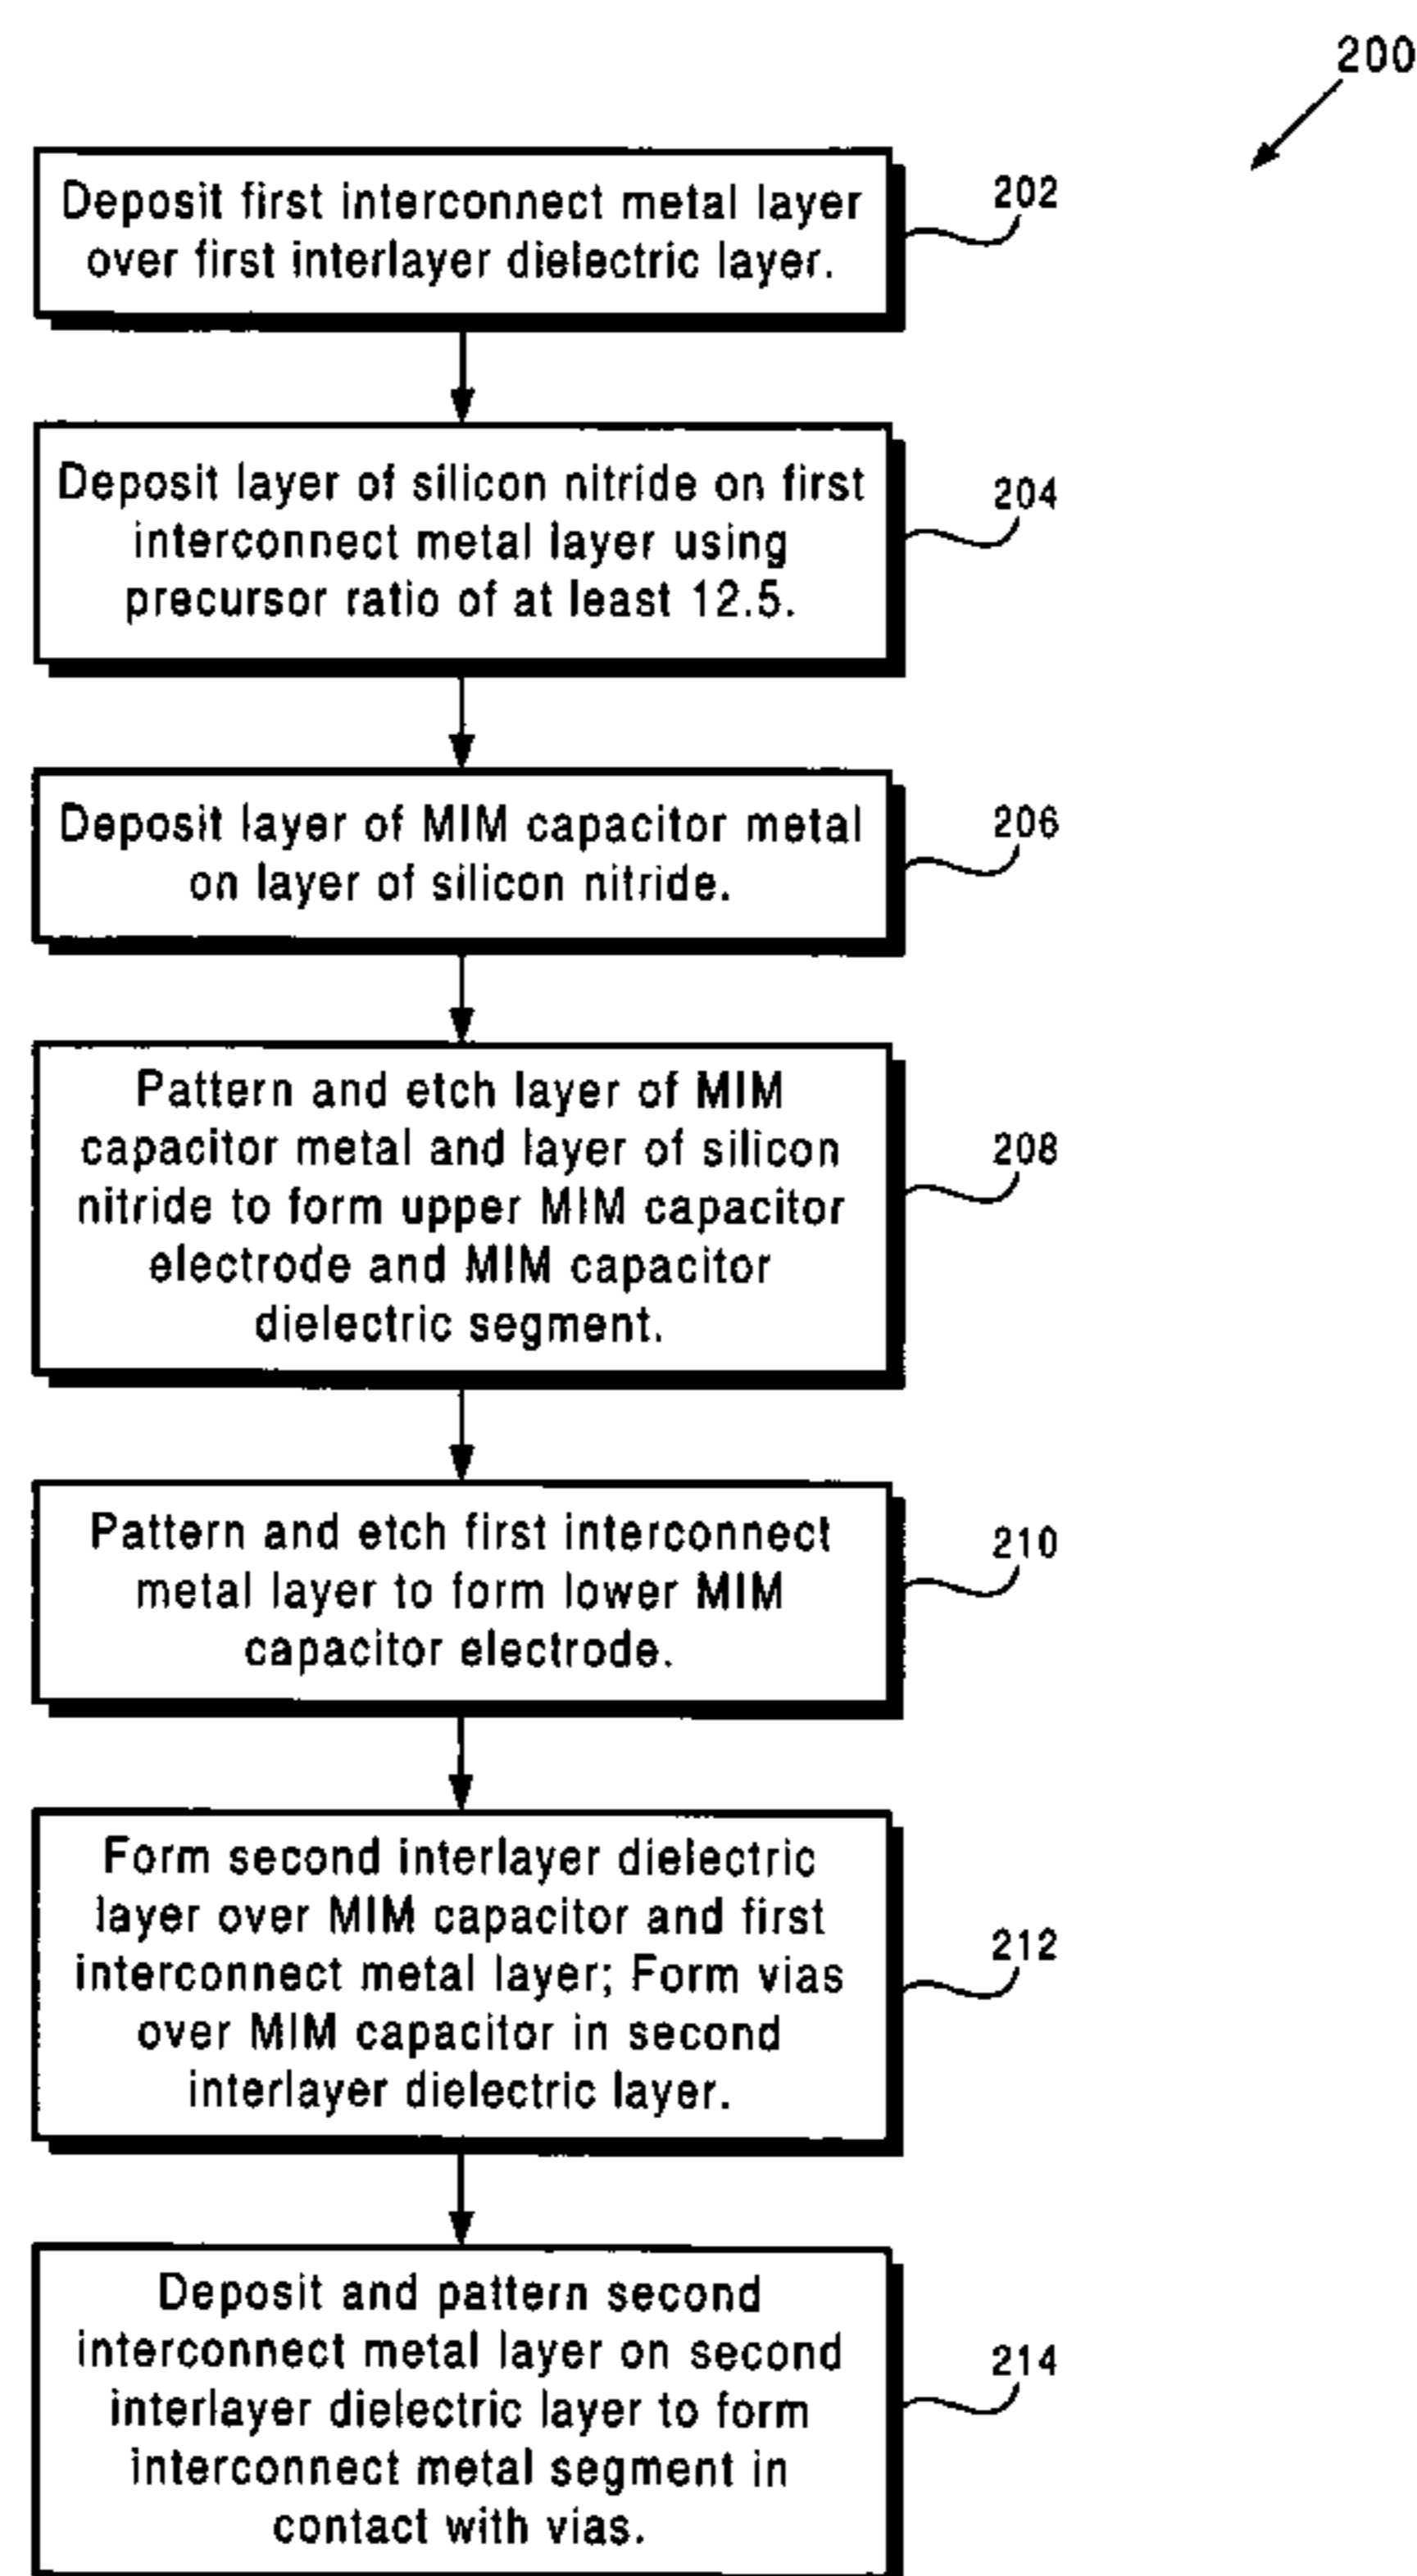 200
Deposit first interconnect metal layer
over first interlayer dielectric layer.
202
Deposit layer of silicon nitride on first
interconnect metal layer using
precursor ratio of at least 12.5.
204
Deposit layer of MIM capacitor metal
on layer of silicon nitride.
206
Pattern and etch layer of MIM
capacitor metal and layer of silicon
nitride to form upper MIM capacitor
electrode and MIM capacitor
dielectric segment.
208
Pattern and etch first interconnect
metal layer to form lower MIM
capacitor electrode.
210
Form second interlayer dielectric
layer over MIM capacitor and first
interconnect metal layer; Form vias
over MIM capacitor in second
interlayer dielectric layer.
212
Deposit and pattern second
interconnect metal layer on second
interlayer dielectric layer to form
interconnect metal segment in
contact with vias.
214